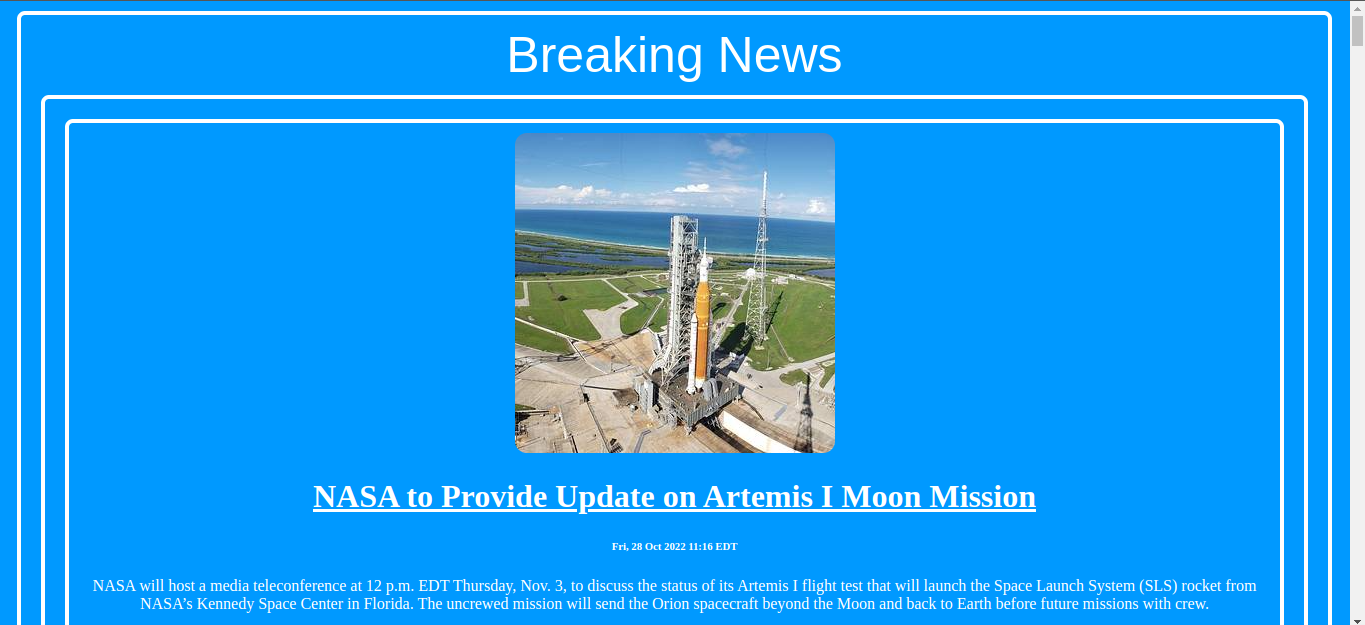 Breaking News
NASA to Provide Update on Artemis I Moon Mission
Fri, 28 Oct 2022 11:16 EDT
NASA will host a media teleconference at 12 p.m. EDT Thursday, Nov. 3, to discuss the status of its Artemis I flight test that will launch the Space Launch System (SLS) rocket from
NASA’s Kennedy Space Center in Florida. The uncrewed mission will send the Orion spacecraft beyond the Moon and back to Earth before future missions with crew.